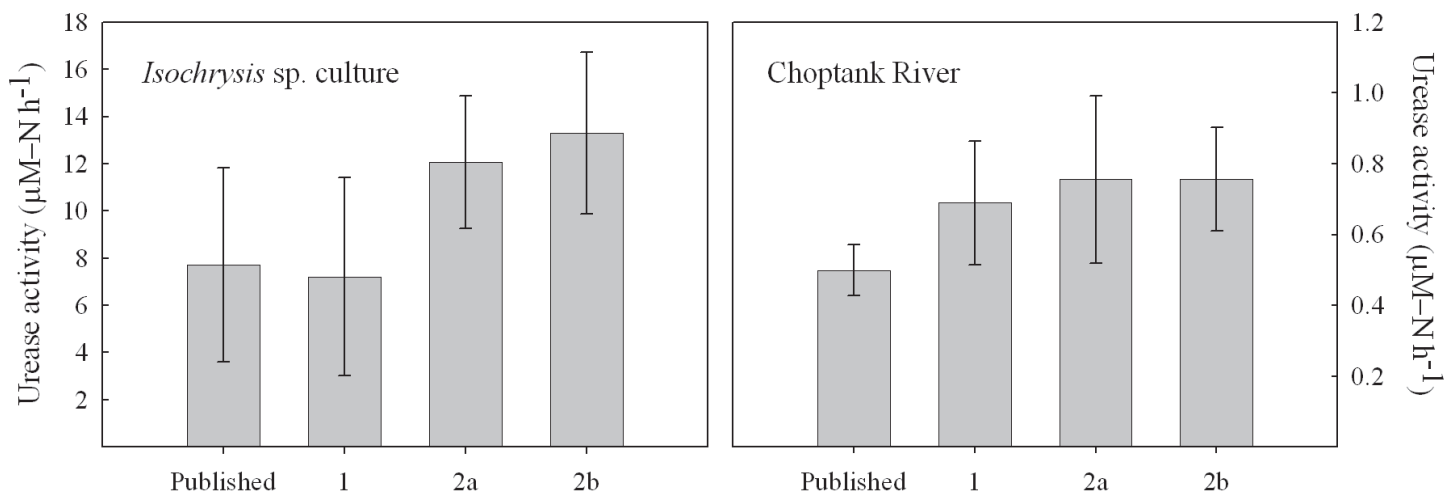 Urease activity (µM–N h-1)
18
16
14
13
10
8
6
4
2
Isochrysis sp. culture
Published 1 2a 2b
Choptank River
Published 1 2a 2b
1.2
1.0
0.8
0.6
0.4
0.2
Urease activity (µM–N h-1)